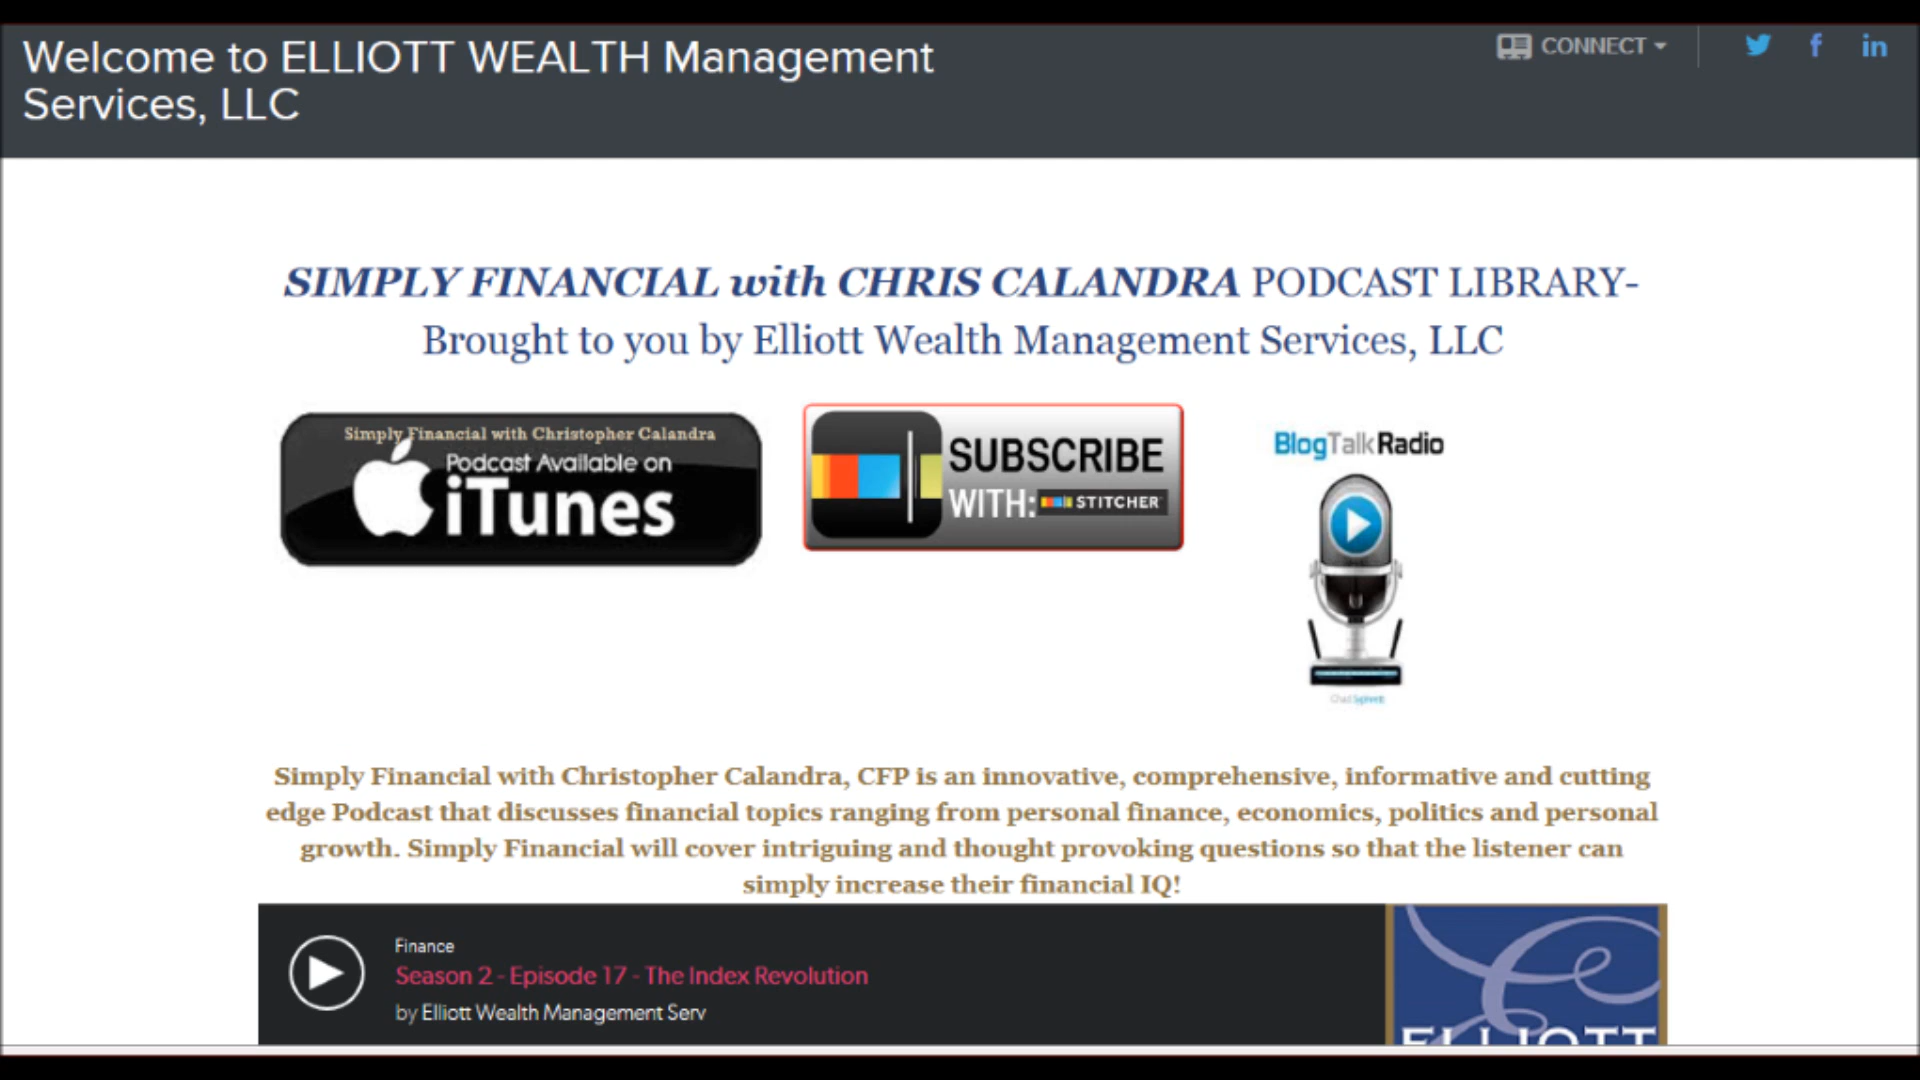 Welcome to ELLIOTT WEALTH Management
Services, LLC
CONNECT
SIMPLY FINANCIAL with CHRIS CALANDRA PODCAST LIBRARY-
Brought to you by Elliott Wealth Management Services, LLC
Simply Financial with Christopher Calandra
Podcast Available on
iTunes
SUBSCRIBE
WITH: STITCHER
BlogTalkRadio
Simply Financial with Christopher Calandra, CFP is an innovative, comprehensive, informative and cutting
edge Podcast that discusses financial topics ranging from personal finance, economics, politics and personal
growth. Simply Financial will cover intriguing and thought provoking questions so that the listener can
simply increase their financial IQ!
Finance
Season 2 - Episode 17 - The Index Revolution
by Elliott Wealth Management Serv
ELLIOTT